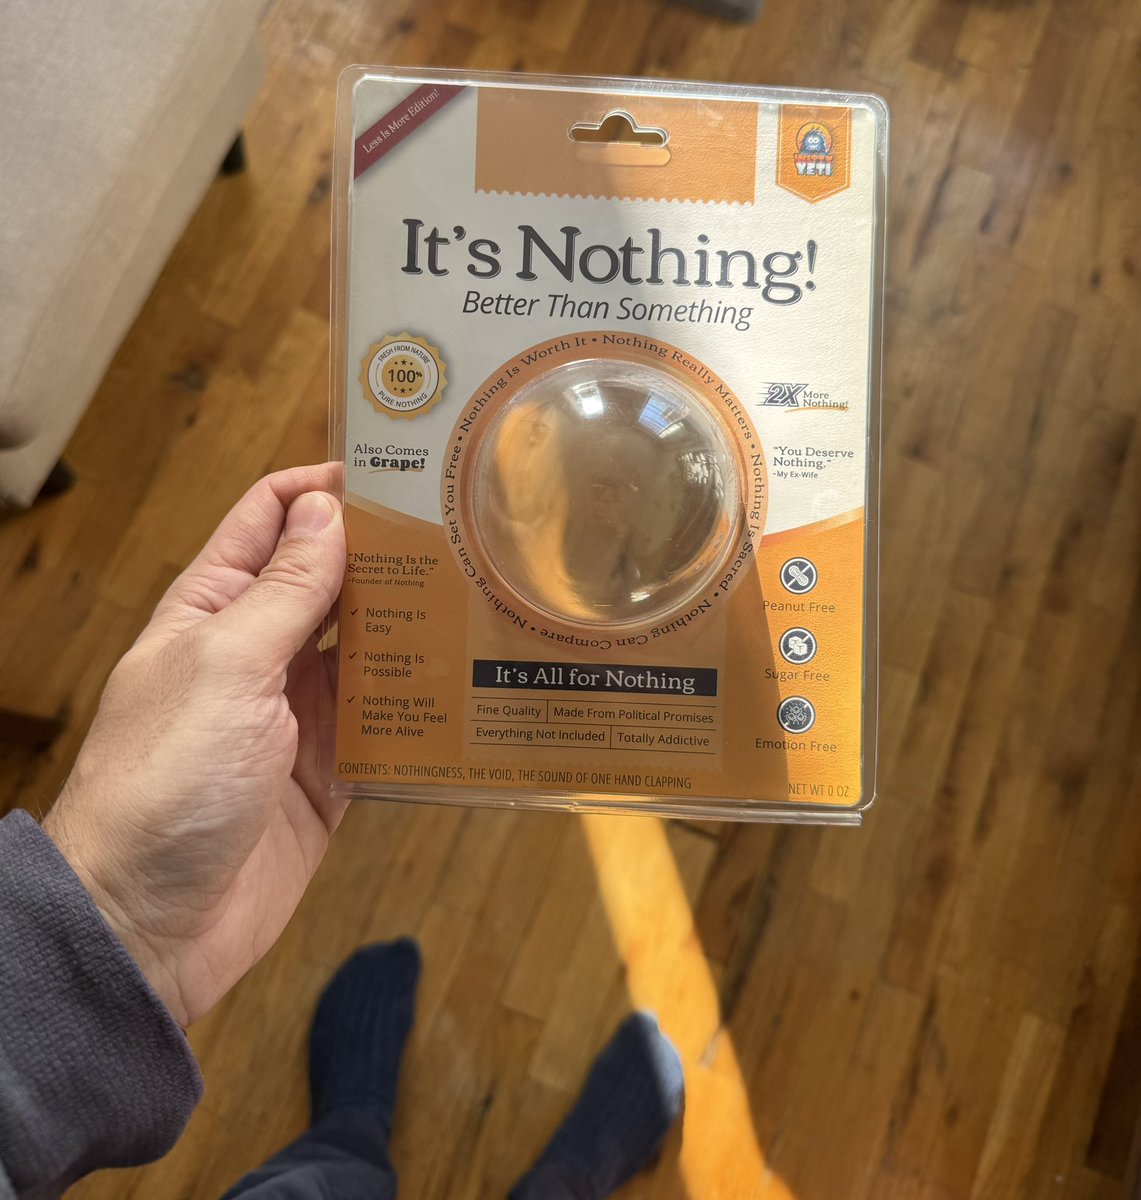 Less Is More Edition!
YETI
It's Nothing!
Better Than Something
FRESH FROM NATURE
100%
PURE NOTHING
Nothing Is Worth It • Nothing Really Matters • Nothing Is Sacred • Nothing Can Compare • Nothing Can Set You Free •
2X More
Nothing!
Also Comes
in Grape!
"You Deserve
Nothing."
-My Ex-Wife
"Nothing Is the
Secret to Life."
-Founder of Nothing
✓ Nothing Is
Easy
✓ Nothing Is
Possible
✓ Nothing Will
Make You Feel
More Alive
Peanut Free
Sugar Free
Emotion Free
It's All for Nothing
Fine Quality
Made From Political Promises
Everything Not Included
Totally Addictive
CONTENTS: NOTHINGNESS, THE VOID, THE SOUND OF ONE HAND CLAPPING
NET WT 0 OZ